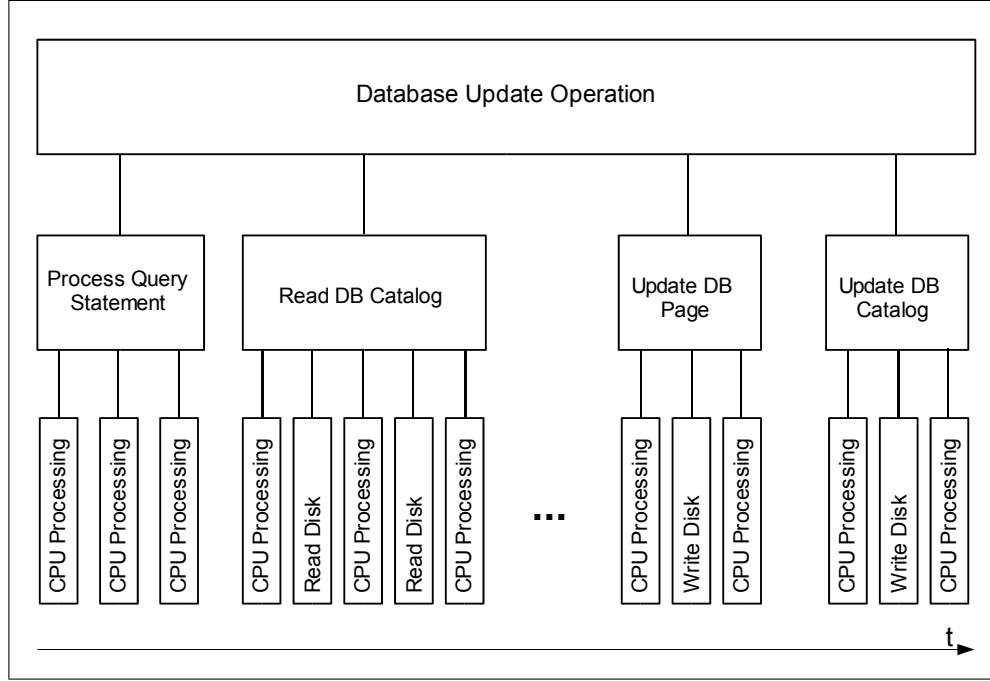 Database Update Operation
Process Query
Statement
Read DB Catalog
Update DB
Page
Update DB
Catalog
CPU Processing
CPU Processing
CPU Processing
CPU Processing
Read Disk
CPU Processing
Read Disk
CPU Processing
...
CPU Processing
Write Disk
CPU Processing
CPU Processing
Write Disk
CPU Processing
t